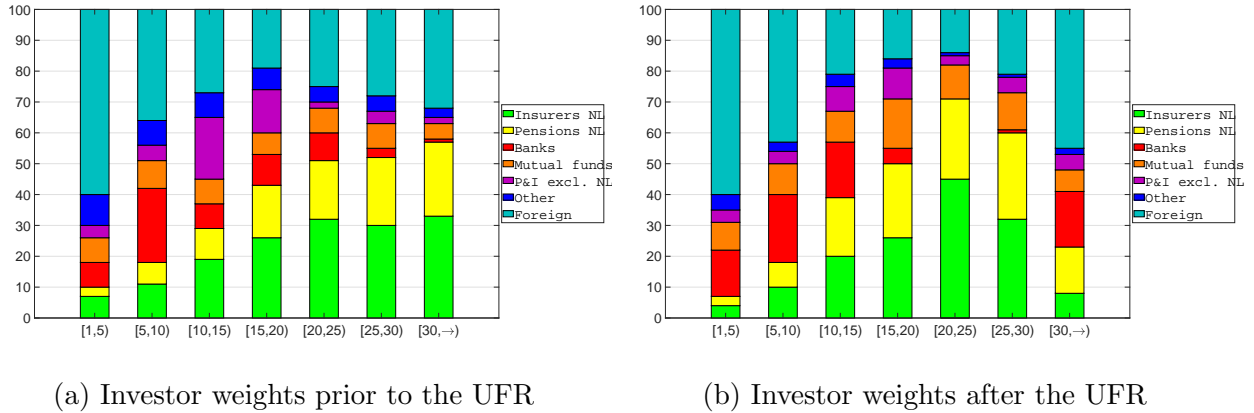 100
90
80
70
60
50
40
30
20
10
0
[1,5) [5,10) [10,15) [15,20) [20,25) [25,30) [30,→)
Insurers NL
Pensions NL
Banks
Mutual funds
P&I excl. NL
Other
Foreign
(a) Investor weights prior to the UFR
100
90
80
70
60
50
40
30
20
10
0
[1,5) [5,10) [10,15) [15,20) [20,25) [25,30) [30,→)
Insurers NL
Pensions NL
Banks
Mutual funds
P&I excl. NL
Other
Foreign
(b) Investor weights after the UFR